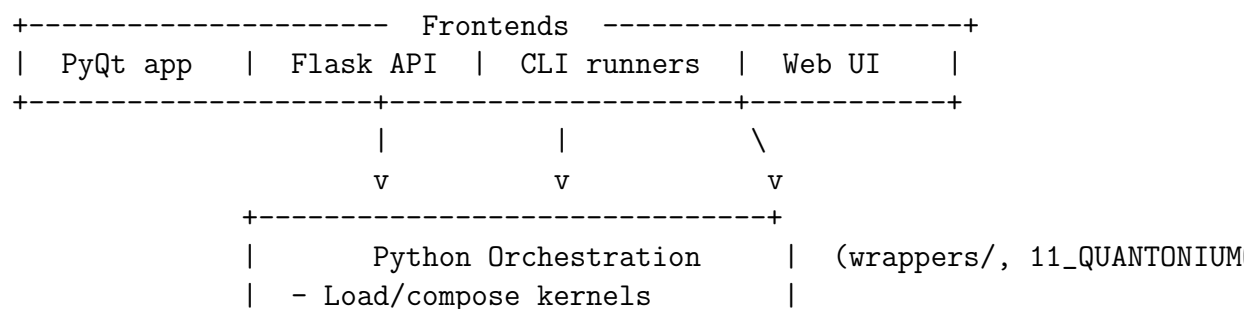 +---------------------- Frontends ----------------------+
| PyQt app | Flask API | CLI runners | Web UI |
+----------------------+---------------------+------------+
| | \
v v v
+-------------------------------+
| Python Orchestration | (wrappers/, 11_QUANTONIUM
| - Load/compose kernels |